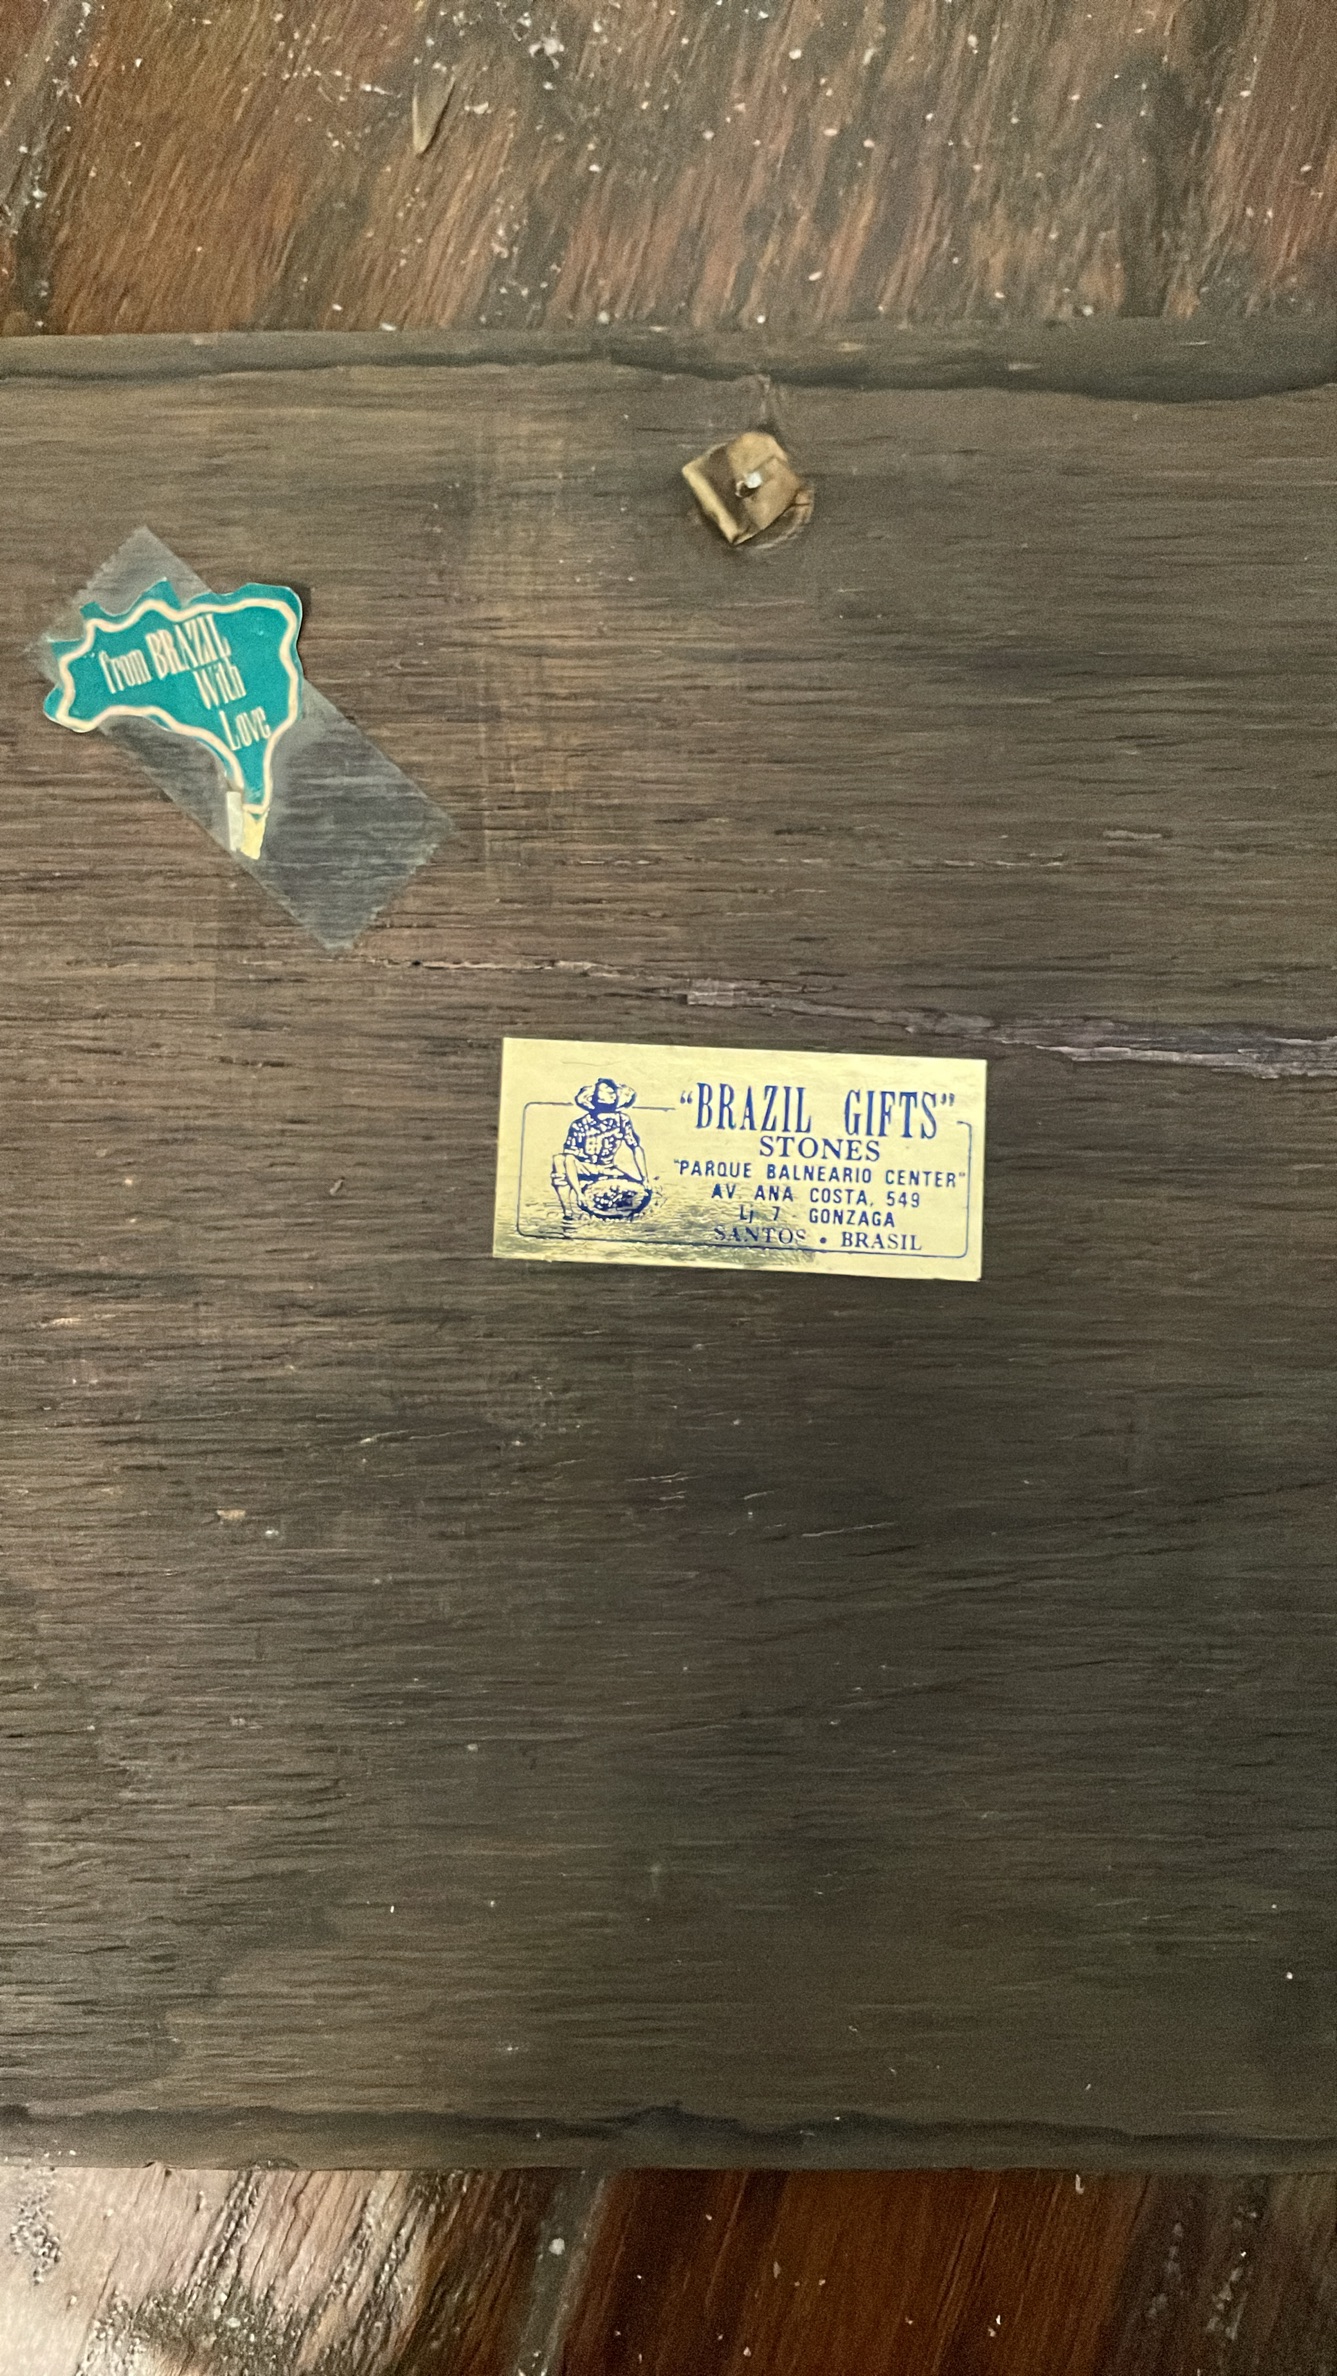 from BRAZIL
With
Love
“BRAZIL GIFTS”
STONES
"PARQUE BALNEARIO CENTER"
AV. ANA COSTA, 549
Lj 7 - GONZAGA
SANTOS • BRASIL